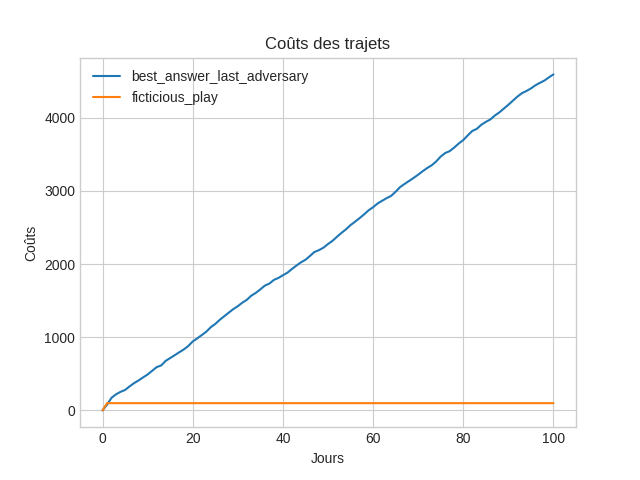 Coûts des trajets
best_answer_last_adversary
ficticious_play
Coûts
4000
3000
2000
1000
0
0 20 40 60 80 100
Jours